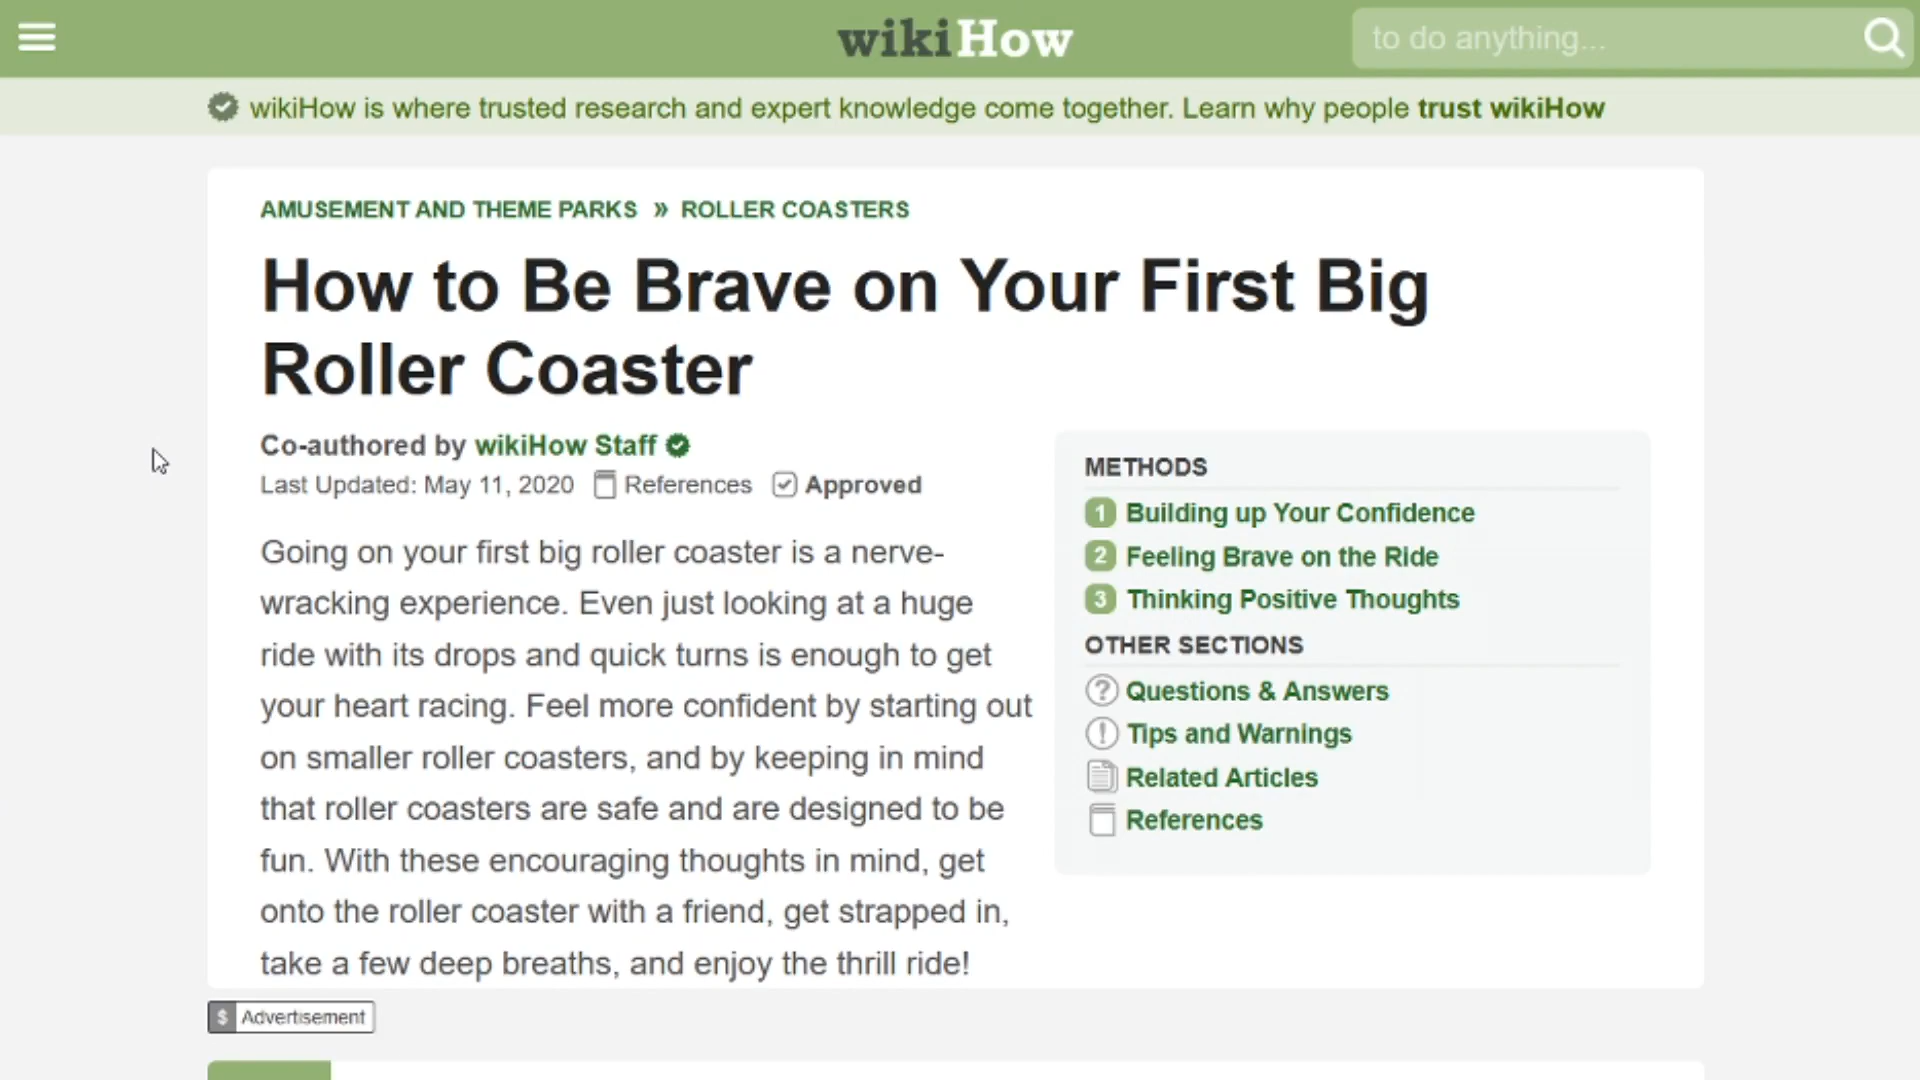 wikiHow
to do anything...
wikiHow is where trusted research and expert knowledge come together. Learn why people trust wikiHow
AMUSEMENT AND THEME PARKS » ROLLER COASTERS
How to Be Brave on Your First Big
Roller Coaster
Co-authored by wikiHow Staff
Last Updated: May 11, 2020 References Approved
Going on your first big roller coaster is a nerve-
wracking experience. Even just looking at a huge
ride with its drops and quick turns is enough to get
your heart racing. Feel more confident by starting out
on smaller roller coasters, and by keeping in mind
that roller coasters are safe and are designed to be
fun. With these encouraging thoughts in mind, get
onto the roller coaster with a friend, get strapped in,
take a few deep breaths, and enjoy the thrill ride!
METHODS
1 Building up Your Confidence
2 Feeling Brave on the Ride
3 Thinking Positive Thoughts
OTHER SECTIONS
? Questions & Answers
! Tips and Warnings
Related Articles
References
$ Advertisement